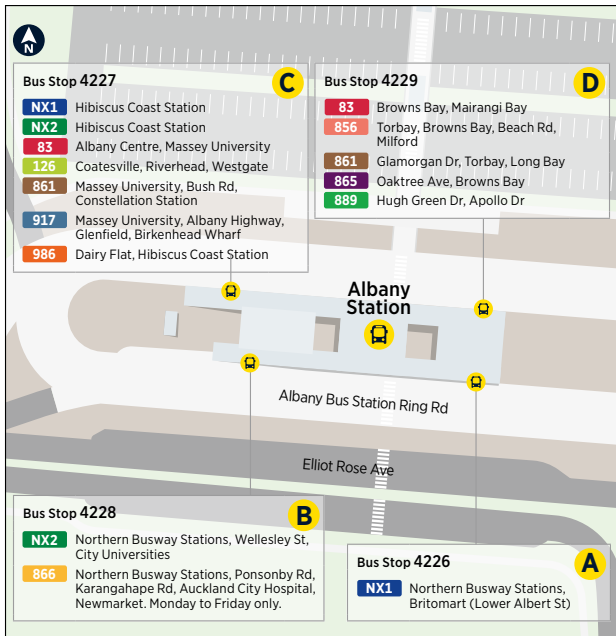 N
Bus Stop 4227
C
NX1 Hibiscus Coast Station
NX2 Hibiscus Coast Station
83 Albany Centre, Massey University
126 Coatesville, Riverhead, Westgate
861 Massey University, Bush Rd,
Constellation Station
917 Massey University, Albany Highway,
Glenfield, Birkenhead Wharf
986 Dairy Flat, Hibiscus Coast Station
Bus Stop 4229
D
83 Browns Bay, Mairangi Bay
856 Torbay, Browns Bay, Beach Rd,
Milford
861 Glamorgan Dr, Torbay, Long Bay
865 Oaktree Ave, Browns Bay
889 Hugh Green Dr, Apollo Dr
Albany
Station
Albany Bus Station Ring Rd
Elliot Rose Ave
Bus Stop 4228
B
NX2 Northern Busway Stations, Wellesley St,
City Universities
866 Northern Busway Stations, Ponsonby Rd,
Karangahape Rd, Auckland City Hospital,
Newmarket. Monday to Friday only.
Bus Stop 4226
A
NX1 Northern Busway Stations,
Britomart (Lower Albert St)